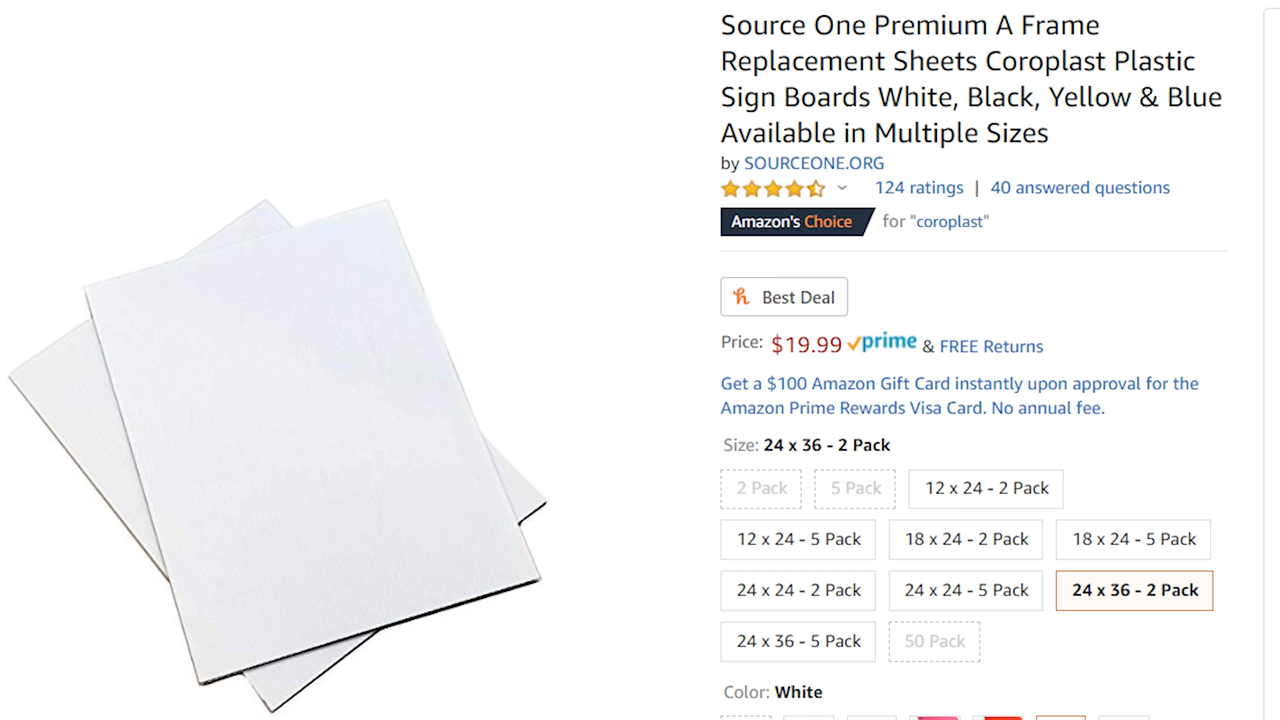 Source One Premium A Frame
Replacement Sheets Coroplast Plastic
Sign Boards White, Black, Yellow & Blue
Available in Multiple Sizes
by SOURCEONE.ORG
124 ratings | 40 answered questions
Amazon's Choice for "coroplast"
h Best Deal
Price: $19.99 prime & FREE Returns
Get a $100 Amazon Gift Card instantly upon approval for the
Amazon Prime Rewards Visa Card. No annual fee.
Size: 24 x 36 - 2 Pack
2 Pack 5 Pack 12 x 24 - 2 Pack
12 x 24 - 5 Pack 18 x 24 - 2 Pack 18 x 24 - 5 Pack
24 x 24 - 2 Pack 24 x 24 - 5 Pack 24 x 36 - 2 Pack
24 x 36 - 5 Pack 50 Pack
Color: White